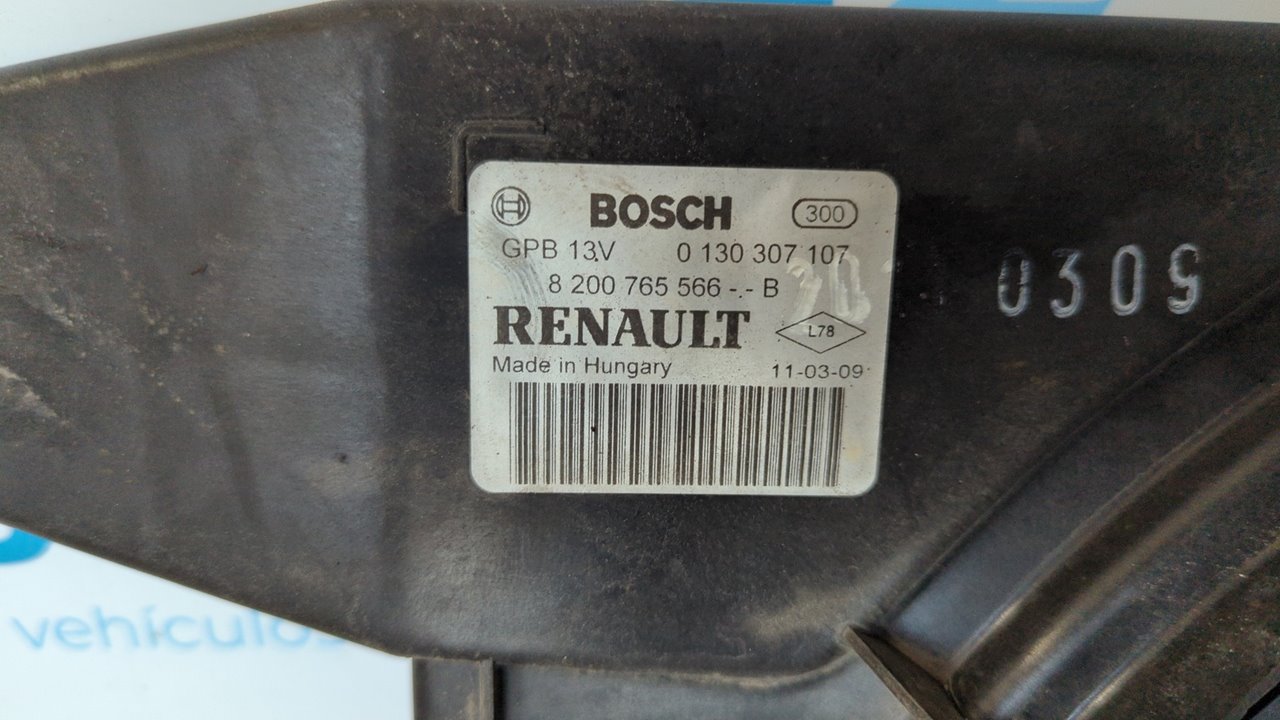 BOSCH 300
GPB 13V 0 130 307 107
8 200 765 566 -.- B
RENAULT L78
Made in Hungary 11-03-09
0309
vehículos